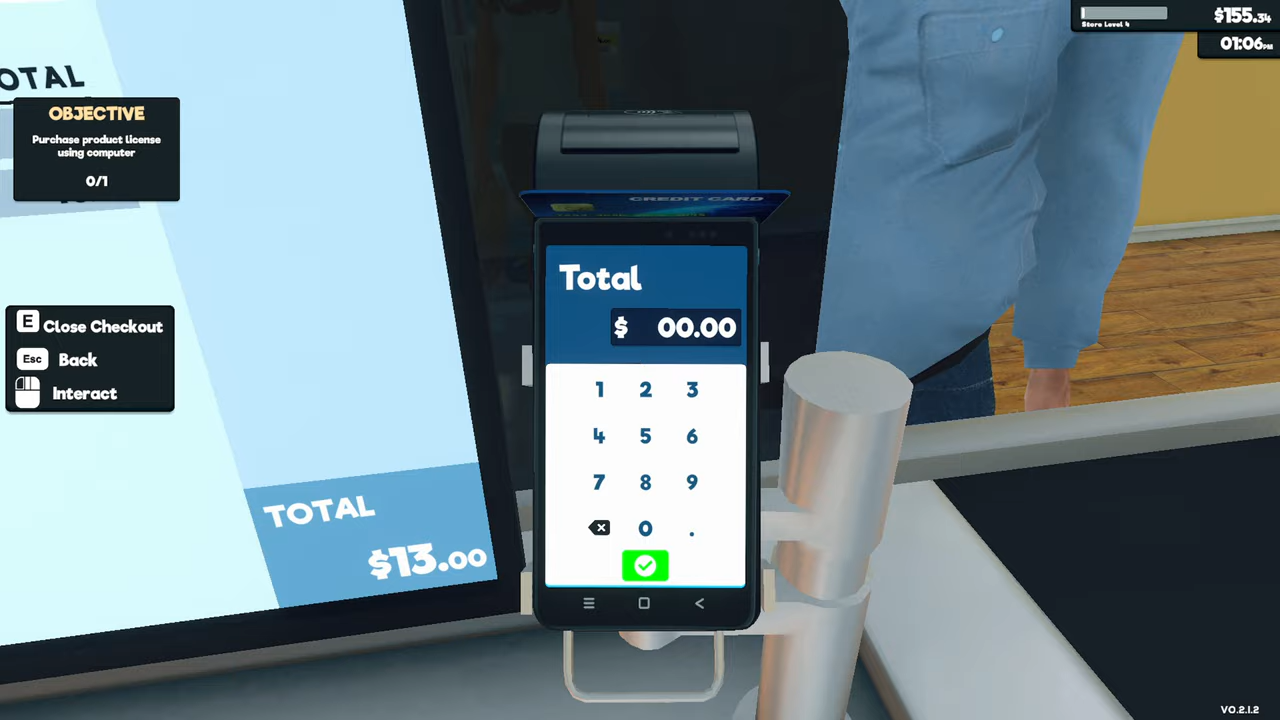 $155.34
Store Level 4
01:06PM
OTAL
OBJECTIVE
Purchase product license
using computer
0/1
E Close Checkout
Esc Back
Interact
TOTAL
$13.00
CREDIT CARD
Total
$ 00.00
1 2 3
4 5 6
7 8 9
0 .
V0.2.1.2